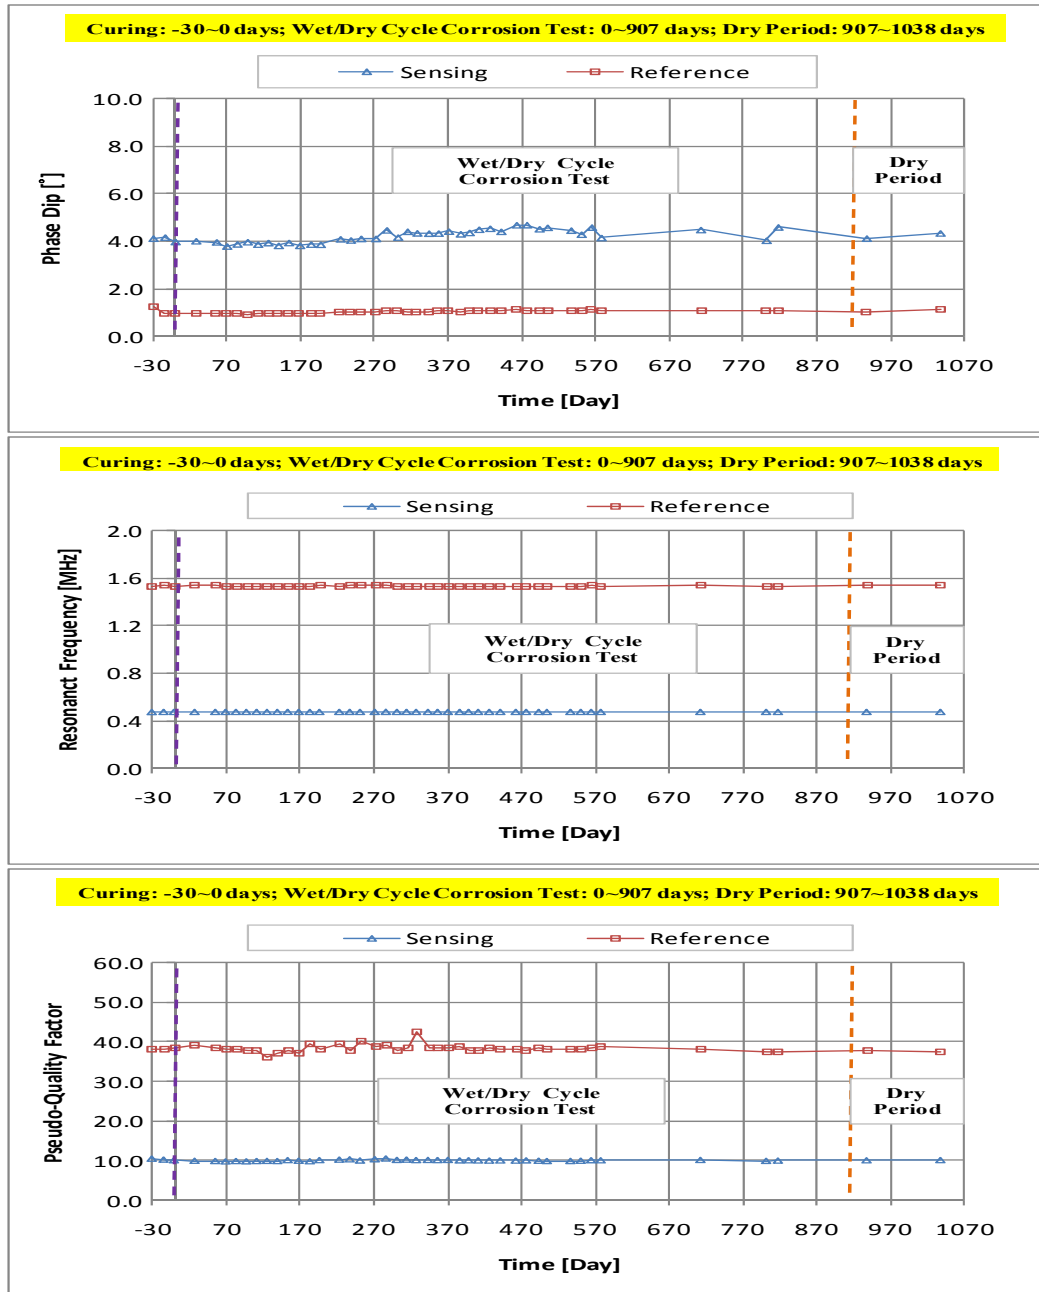 Curing: -30~0 days; Wet/Dry Cycle Corrosion Test: 0~907 days; Dry Period: 907~1038 days
Sensing Reference
10.0
8.0
6.0
4.0
2.0
0.0
Phase Dip [°]
Wet/Dry Cycle
Corrosion Test
Dry
Period
-30 70 170 270 370 470 570 670 770 870 970 1070
Time [Day]
Curing: -30~0 days; Wet/Dry Cycle Corrosion Test: 0~907 days; Dry Period: 907~1038 days
Sensing Reference
2.0
1.6
1.2
0.8
0.4
0.0
Resonanct Frequency [MHz]
Wet/Dry Cycle
Corrosion Test
Dry
Period
-30 70 170 270 370 470 570 670 770 870 970 1070
Time [Day]
Curing: -30~0 days; Wet/Dry Cycle Corrosion Test: 0~907 days; Dry Period: 907~1038 days
Sensing Reference
60.0
50.0
40.0
30.0
20.0
10.0
0.0
Pseudo-Quality Factor
Wet/Dry Cycle
Corrosion Test
Dry
Period
-30 70 170 270 370 470 570 670 770 870 970 1070
Time [Day]